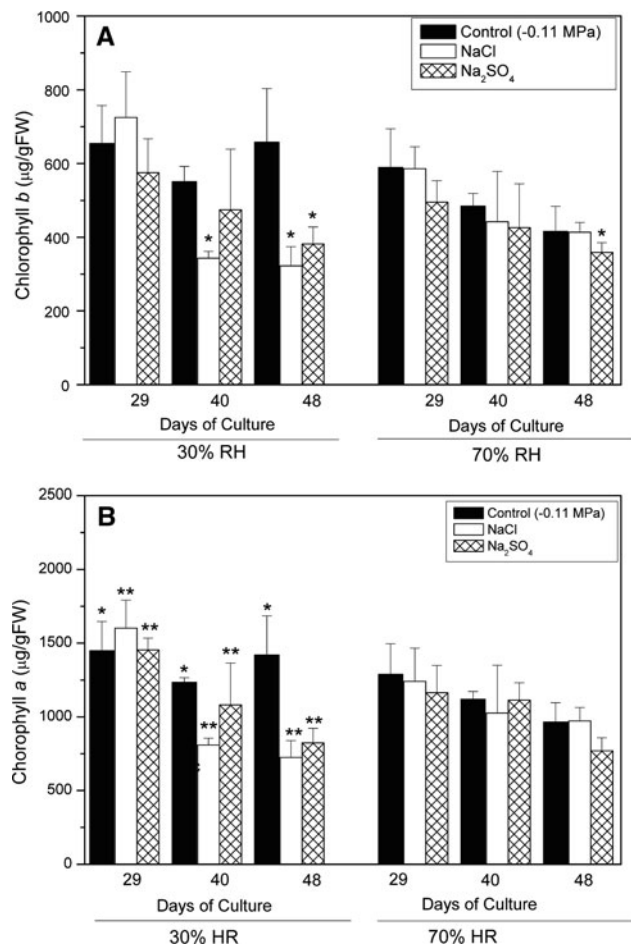 A
Control (-0.11 MPa)
NaCl
Na₂SO₄
Chlorophyll b (µg/gFW)
1000
800
600
400
200
0
* * * *
29 40 48 29 40 48
Days of Culture Days of Culture
30% RH 70% RH
B
Control (-0.11 MPa)
NaCl
Na₂SO₄
Chorophyll a (µg/gFW)
2500
2000
1500
1250
1000
500
0
* ** ** * ** ** * ** **
29 40 48 29 40 48
Days of Culture Days of Culture
30% HR 70% HR